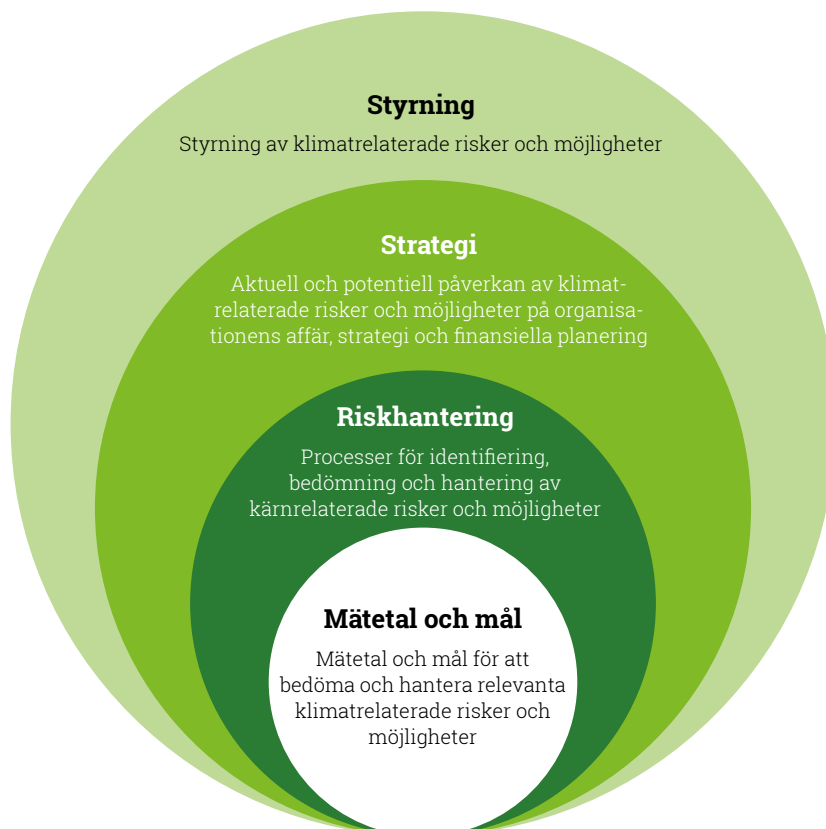 Styrning
Styrning av klimatrelaterade risker och möjligheter
Strategi
Aktuell och potentiell påverkan av klimat-
relaterade risker och möjligheter på organisa-
tionens affär, strategi och finansiella planering
Riskhantering
Processer för identifiering,
bedömning och hantering av
kärnrelaterade risker och möjligheter
Mätetal och mål
Mätetal och mål för att
bedöma och hantera relevanta
klimatrelaterade risker och
möjligheter